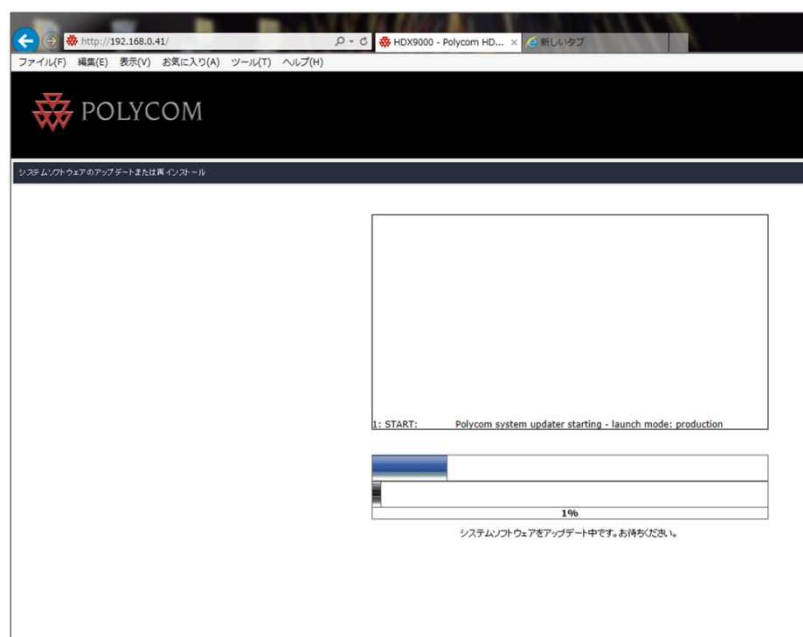 http://192.168.0.41/
HDX9000 - Polycom HD...
新しいタブ
ファイル(F) 編集(E) 表示(V) お気に入り(A) ツール(T) ヘルプ(H)
POLYCOM
システムソフトウェアのアップデートまたは再インストール
1: START: Polycom system updater starting - launch mode: production
1%
システムソフトウェアをアップデート中です。お待ちください。